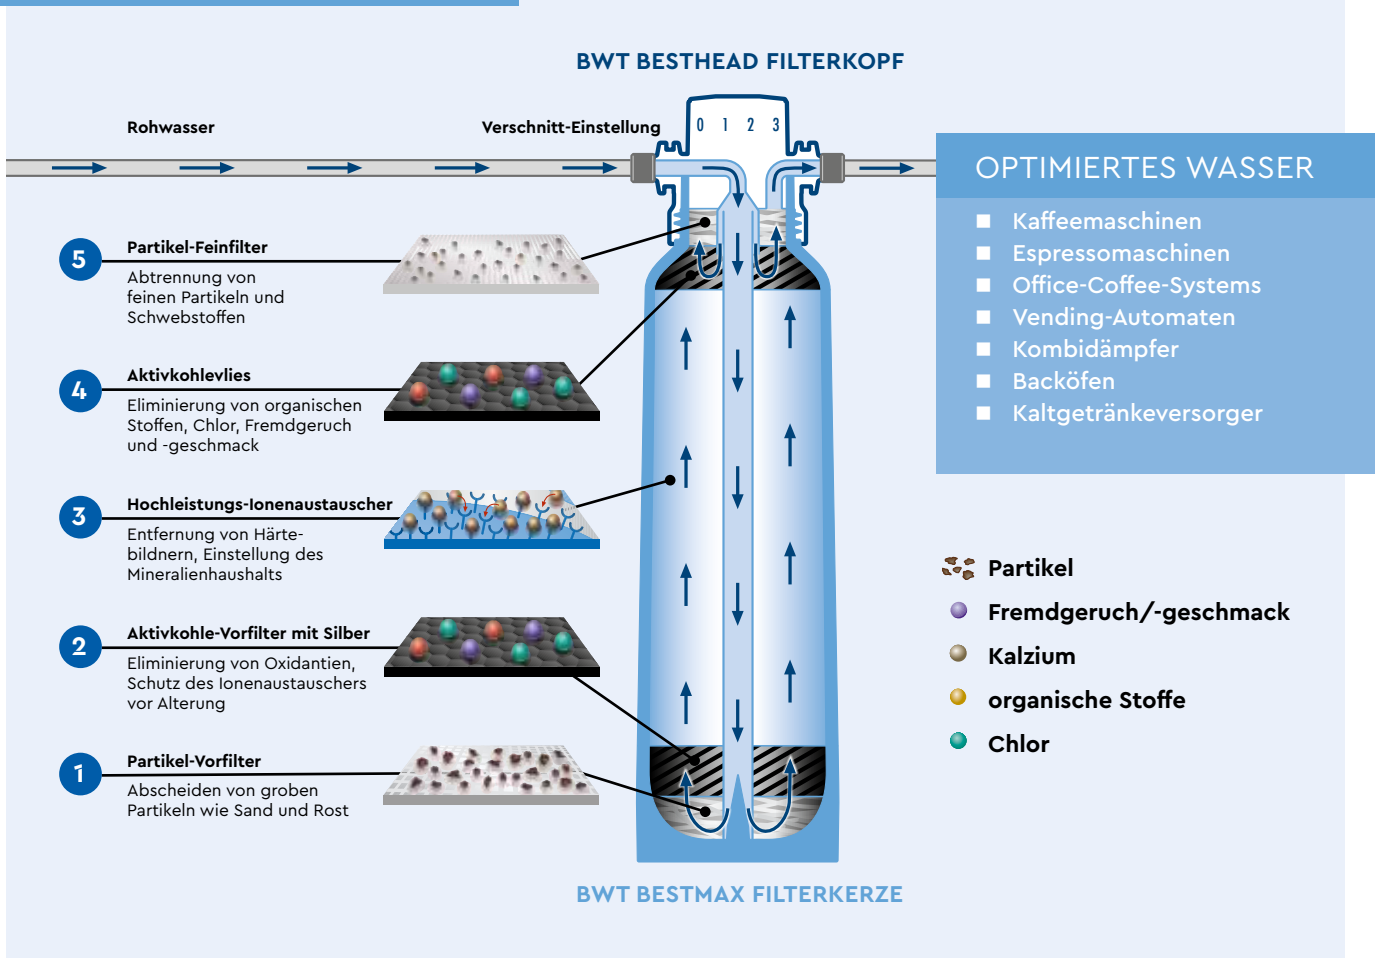 BWT BESTHEAD FILTERKOPF
Rohwasser
Verschnitt-Einstellung
0 1 2 3
OPTIMIERTES WASSER
Kaffeemaschinen
Espressomaschinen
Office-Coffee-Systems
Vending-Automaten
Kombidämpfer
Backöfen
Kaltgetränkeversorger
5
Partikel-Feinfilter
Abtrennung von
feinen Partikeln und
Schwebstoffen
4
Aktivkohlevlies
Eliminierung von organischen
Stoffen, Chlor, Fremdgeruch
und -geschmack
3
Hochleistungs-Ionenaustauscher
Entfernung von Härte-
bildnern, Einstellung des
Mineralienhaushalts
2
Aktivkohle-Vorfilter mit Silber
Eliminierung von Oxidantien,
Schutz des Ionenaustauschers
vor Alterung
1
Partikel-Vorfilter
Abscheiden von groben
Partikeln wie Sand und Rost
Partikel
Fremdgeruch/-geschmack
Kalzium
organische Stoffe
Chlor
BWT BESTMAX FILTERKERZE